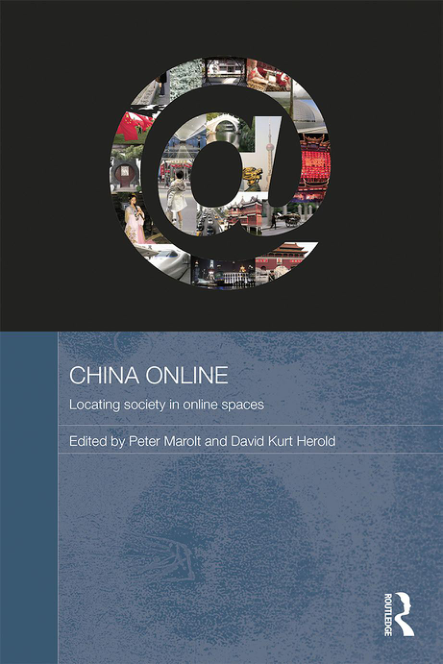 CHINA ONLINE
Locating society in online spaces
Edited by Peter Marolt and David Kurt Herold
ROUTLEDGE